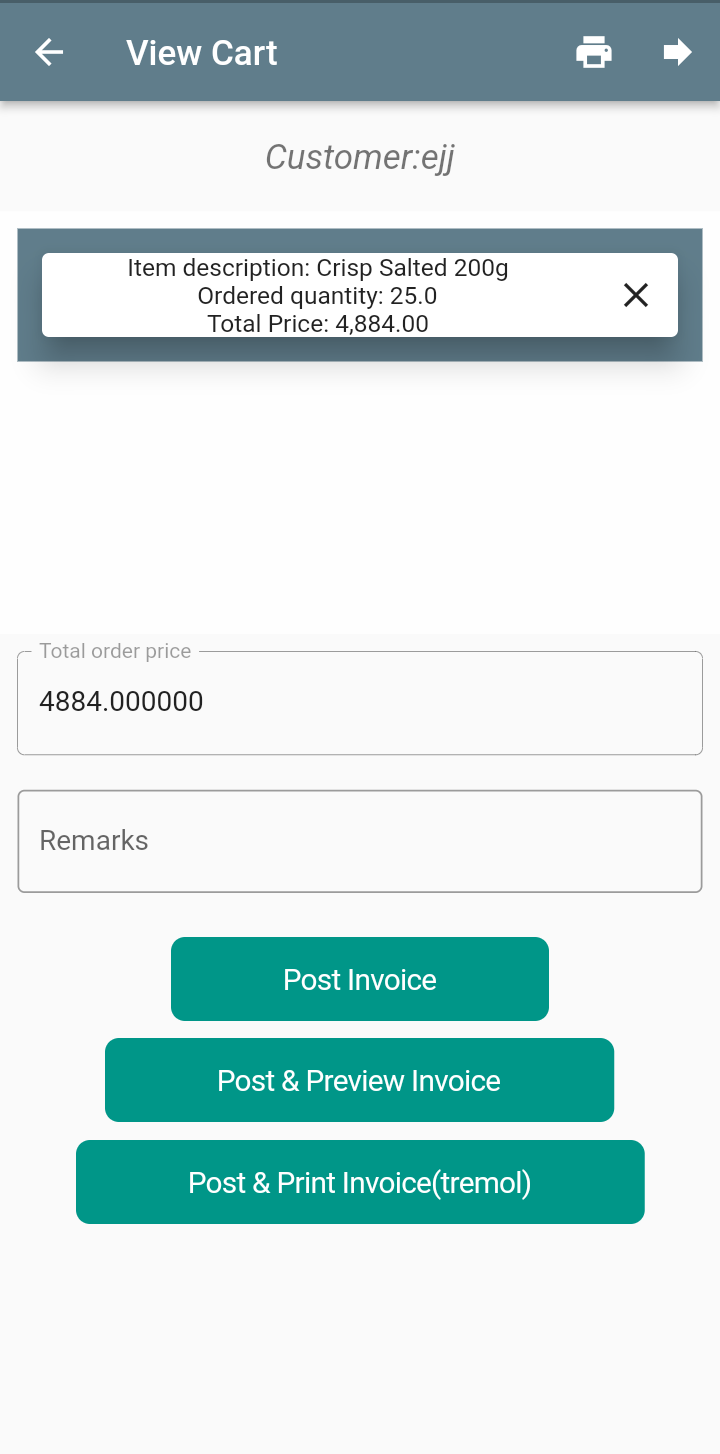 View Cart
Customer:ejj
Item description: Crisp Salted 200g
Ordered quantity: 25.0
Total Price: 4,884.00
Total order price
4884.000000
Remarks
Post Invoice
Post & Preview Invoice
Post & Print Invoice(tremol)